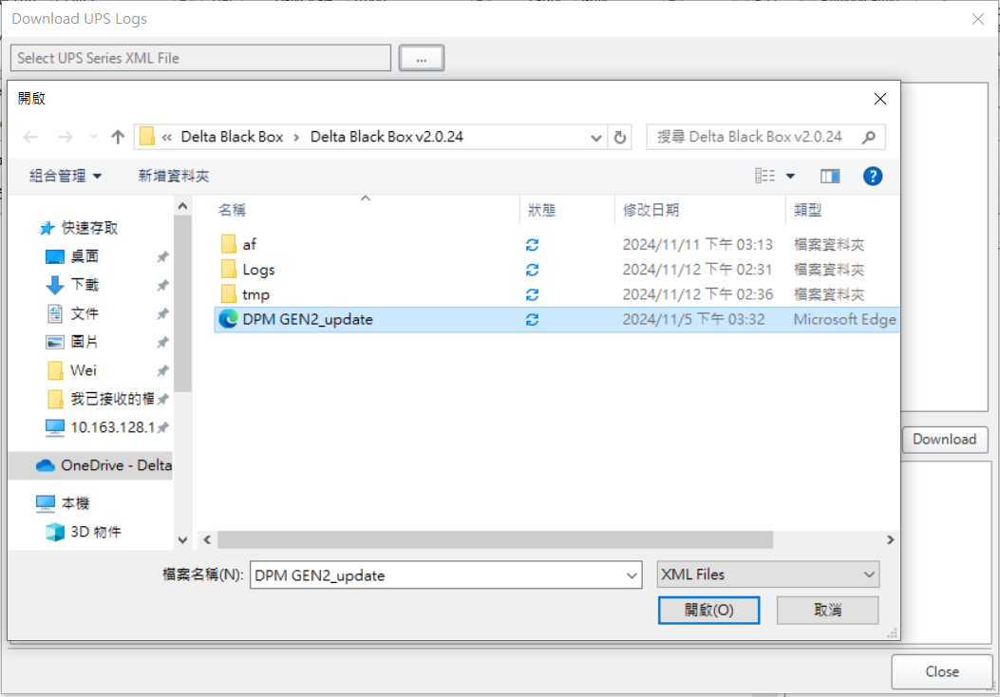 Download UPS Logs
Select UPS Series XML File
...
開啟
« Delta Black Box › Delta Black Box v2.0.24
搜尋 Delta Black Box v2.0.24
組合管理 新增資料夾
名稱 狀態 修改日期 類型
快速存取
桌面
下載
文件
圖片
Wei
我已接收的檔
10.163.128.1
OneDrive - Delta
本機
3D 物件
af 2024/11/11 下午 03:13 檔案資料夾
Logs 2024/11/12 下午 02:31 檔案資料夾
tmp 2024/11/12 下午 02:36 檔案資料夾
DPM GEN2_update 2024/11/5 下午 03:32 Microsoft Edge
檔案名稱(N): DPM GEN2_update XML Files
開啟(O) 取消
Download
Close